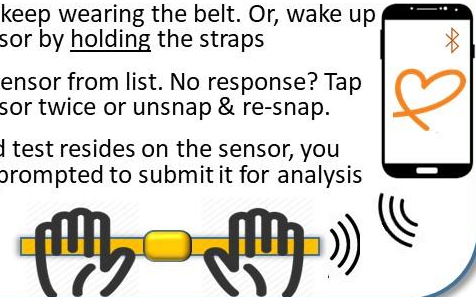 keep wearing the belt. Or, wake up
sor by holding the straps
ensor from list. No response? Tap
sor twice or unsnap & re-snap.
d test resides on the sensor, you
prompted to submit it for analysis